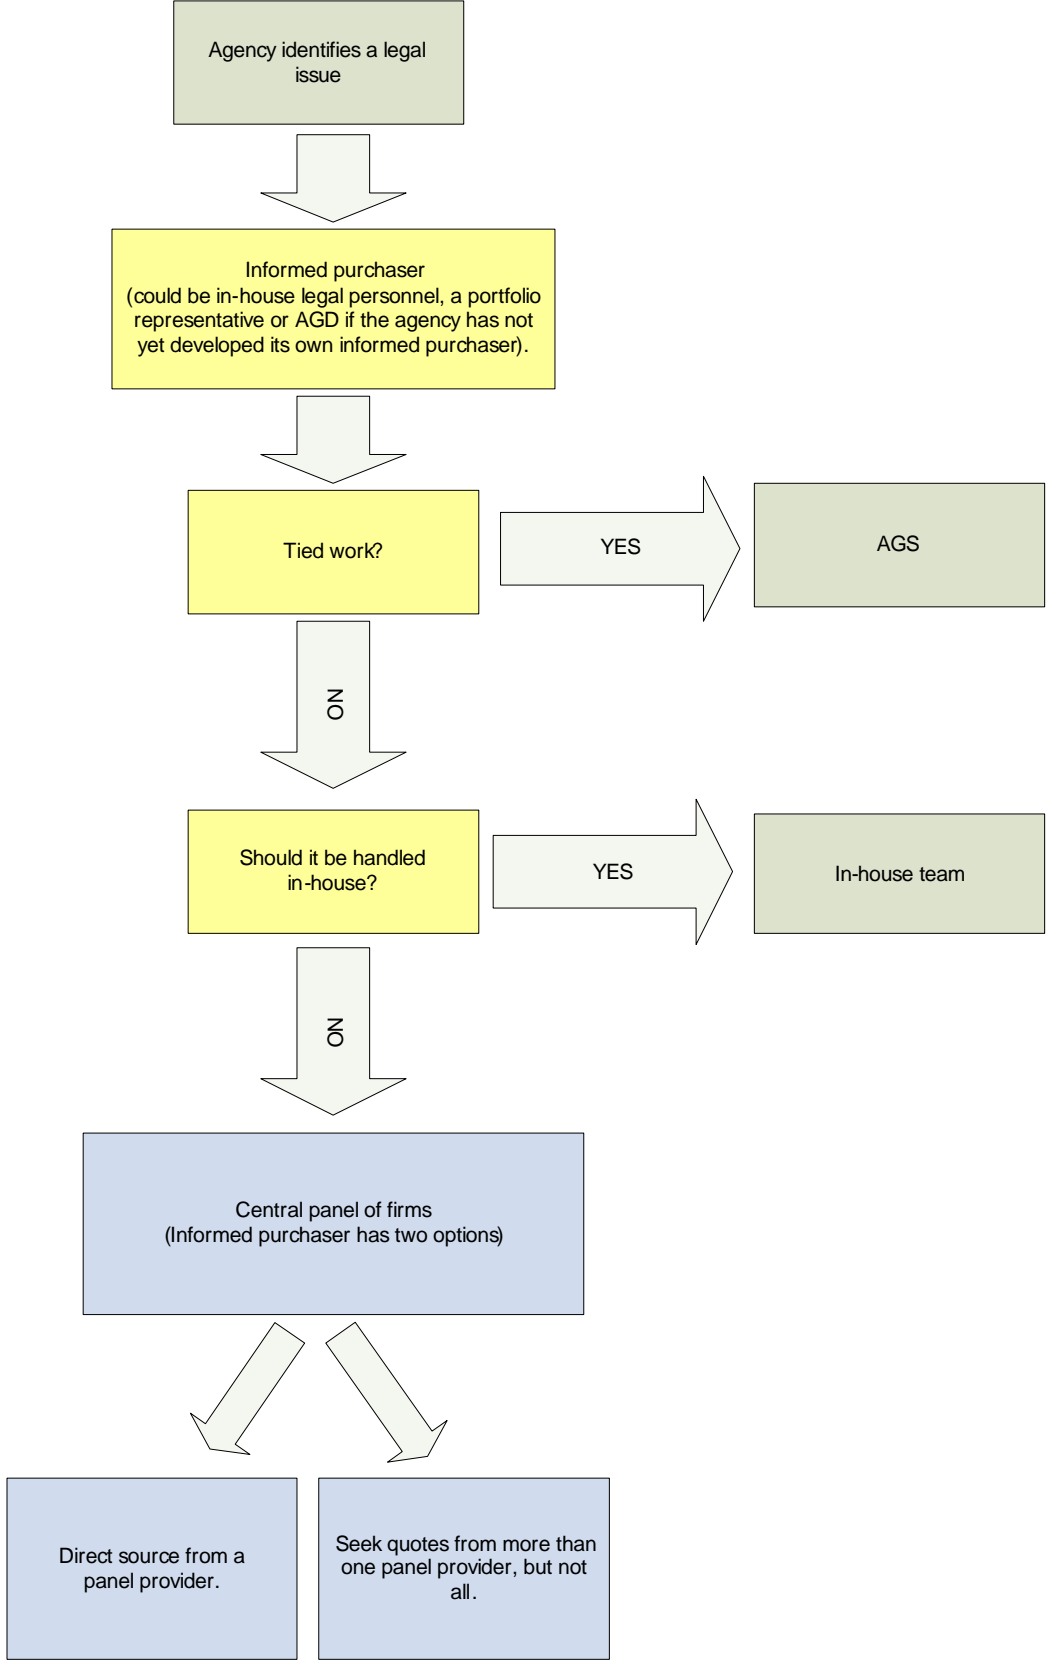 Agency identifies a legal
issue
Informed purchaser
(could be in-house legal personnel, a portfolio
representative or AGD if the agency has not
yet developed its own informed purchaser).
Tied work?
YES
AGS
NO
Should it be handled
in-house?
YES
In-house team
NO
Central panel of firms
(Informed purchaser has two options)
Direct source from a
panel provider.
Seek quotes from more than
one panel provider, but not
all.